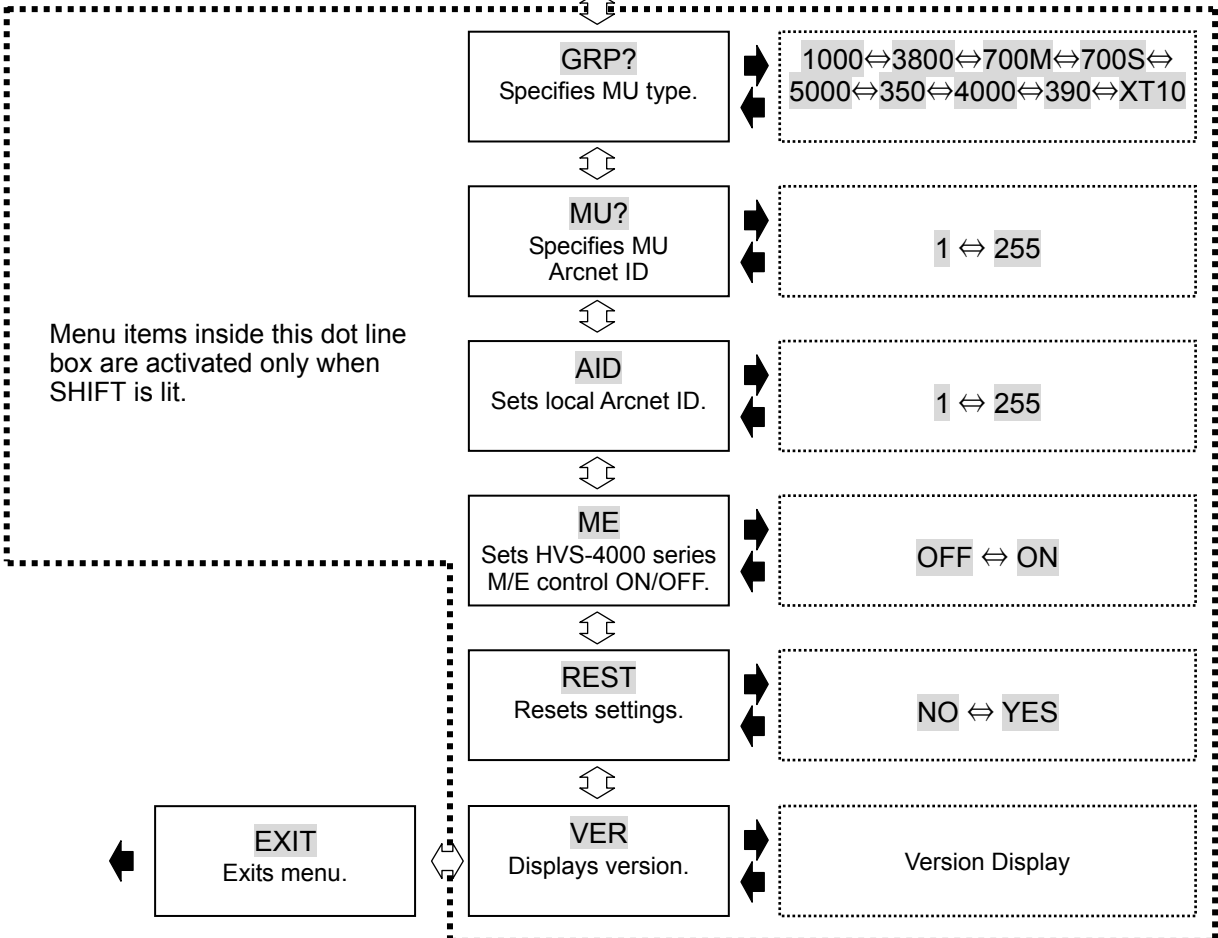 GRP?
Specifies MU type.
1000⇔3800⇔700M⇔700S⇔
5000⇔350⇔4000⇔390⇔XT10
MU?
Specifies MU
Arcnet ID
1 ⇔ 255
Menu items inside this dot line
box are activated only when
SHIFT is lit.
AID
Sets local Arcnet ID.
1 ⇔ 255
ME
Sets HVS-4000 series
M/E control ON/OFF.
OFF ⇔ ON
REST
Resets settings.
NO ⇔ YES
EXIT
Exits menu.
VER
Displays version.
Version Display